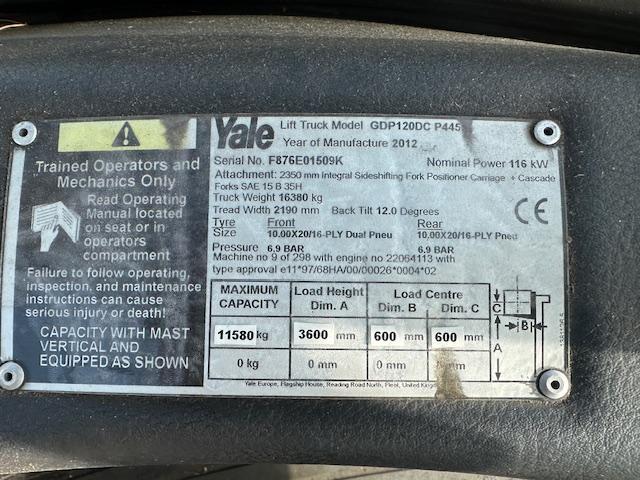 Trained Operators and
Mechanics Only
Read Operating
Manual located
on seat or in
operators
compartment
Failure to follow operating,
inspection, and maintenance
instructions can cause
serious injury or death!
CAPACITY WITH MAST
VERTICAL AND
EQUIPPED AS SHOWN
Yale Lift Truck Model GDP120DC P445
Year of Manufacture 2012
Serial No. F876E01509K Nominal Power 116 kW
Attachment: 2350 mm Integral Sideshifting Fork Positioner Carriage + Cascade
Forks SAE 15 B 35H
Truck Weight 16380 kg
Tread Width 2190 mm Back Tilt 12.0 Degrees
CE
Tyre Front Rear
Size 10.00X20/16-PLY Dual Pneu 10.00X20/16-PLY Pneu
Pressure 6.9 BAR 6.9 BAR
Machine no 9 of 298 with engine no 22064113 with
type approval e11*97/68HA/00/00026*0004*02
MAXIMUM CAPACITY Load Height Dim. A Load Centre Dim. B Dim. C
11580 kg 3600 mm 600 mm 600 mm
0 kg 0 mm 0 mm 0 mm
C
B
A
Yale Europe, Flagship House, Reading Road North, Fleet, United Kingdom